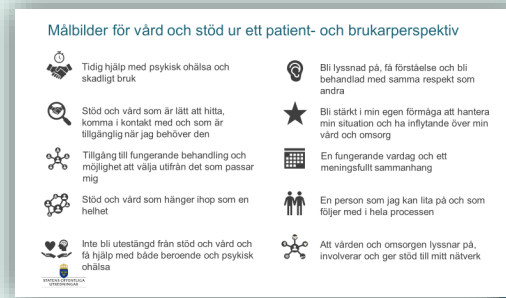 Målbilder för vård och stöd ur ett patient- och brukarperspektiv
Tidig hjälp med psykisk ohälsa och
skadligt bruk
Stöd och vård som är lätt att hitta,
komma i kontakt med och som är
tillgänglig när jag behöver den
Tillgång till fungerande behandling och
möjlighet att välja utifrån det som passar
mig
Stöd och vård som hänger ihop som en
helhet
Inte bli utestängd från stöd och vård och
få hjälp med både beroende och psykisk
ohälsa
Bli lyssnad på, få förståelse och bli
behandlad med samma respekt som
andra
Bli stärkt i min egen förmåga att hantera
min situation och ha inflytande över min
vård och omsorg
En fungerande vardag och ett
meningsfullt sammanhang
En person som jag kan lita på och som
följer med i hela processen
Att vården och omsorgen lyssnar på,
involverar och ger stöd till mitt nätverk
STATENS OFFENTLIGA
UTREDNINGAR